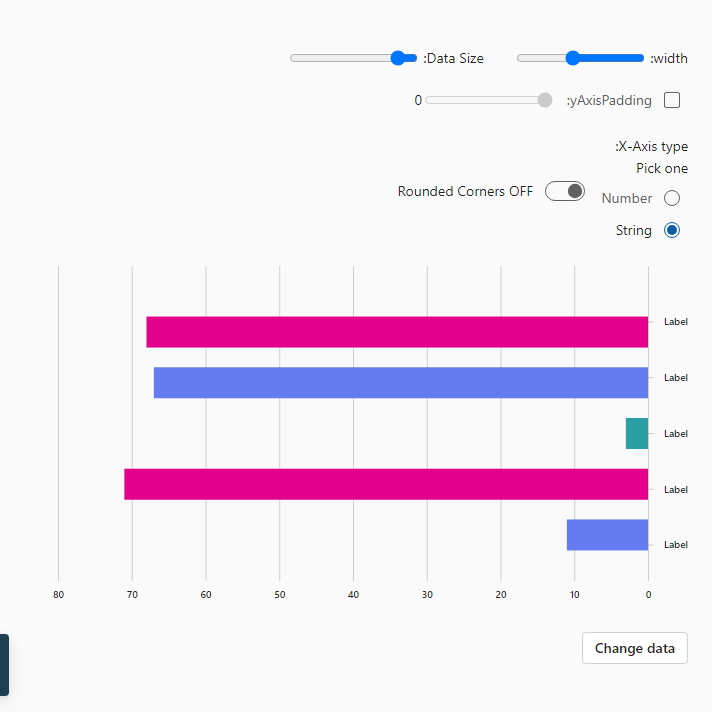 :width
:Data Size
:yAxisPadding
0
:X-Axis type
Pick one
Number
String
Rounded Corners OFF
Label
Label
Label
Label
Label
80 70 60 50 40 30 20 10 0
Change data